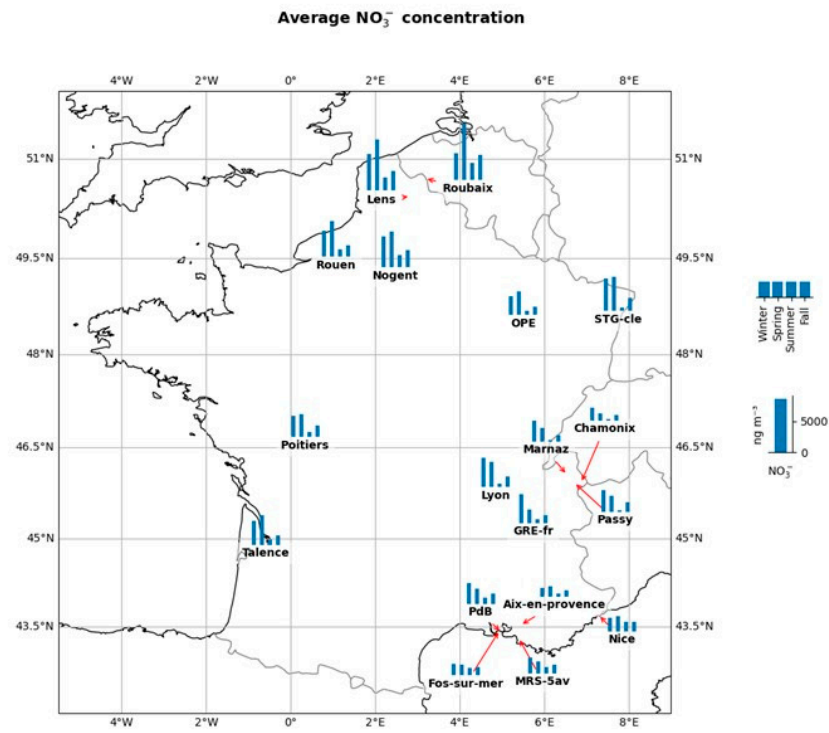 Average NO₃⁻ concentration
4°W 2°W 0° 2°E 4°E 6°E 8°E
51°N 51°N
Roubaix
Lens
Rouen
Nogent
49.5°N 49.5°N
OPE
STG-cle
Winter
Spring
Summer
Fall
48°N 48°N
Chamonix
Poitiers
Marnaz
46.5°N 46.5°N
ng m⁻³
5000
0
NO₃⁻
Lyon
Passy
GRE-fr
45°N 45°N
Talence
PdB
Aix-en-provence
43.5°N 43.5°N
Nice
Fos-sur-mer
MRS-5av
4°W 2°W 0° 2°E 4°E 6°E 8°E